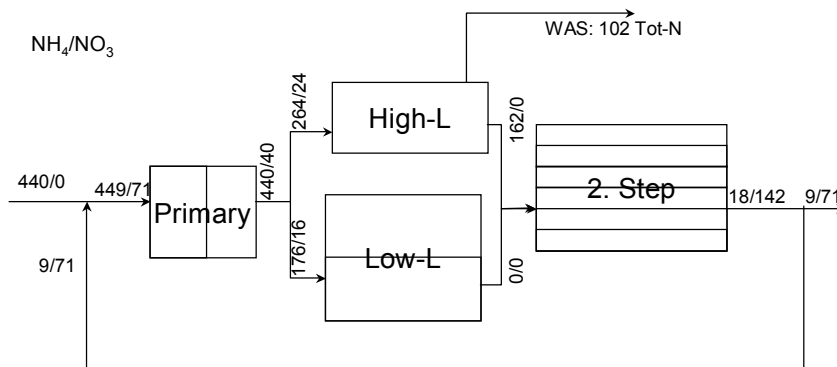 WAS: 102 Tot-N
NH₄/NO₃
264/24
High-L
162/0
440/0
449/71
Primary
440/40
2. Step
18/142
9/71
9/71
176/16
Low-L
0/0